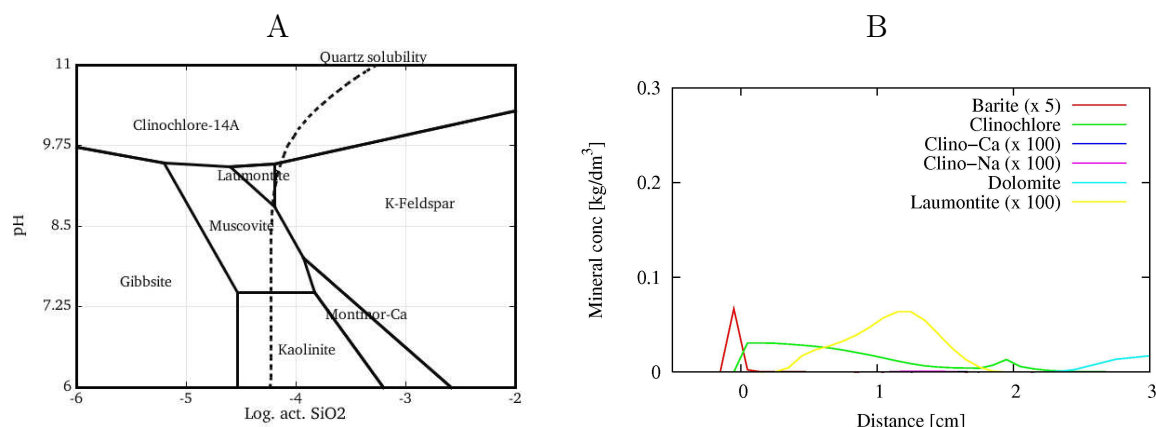 A
Quartz solubility
11
Clinochlore-14A
9.75
Laumontite
K-Feldspar
pH
8.5
Muscovite
Gibbsite
7.25
Montmor-Ca
Kaolinite
6
-6
-5
-4
-3
-2
Log. act. SiO2
B
0.3
Barite (x 5)
Clinochlore
Clino−Ca (x 100)
Clino−Na (x 100)
Dolomite
Laumontite (x 100)
0.2
Mineral conc [kg/dm³]
0.1
0
0
1
2
3
Distance [cm]